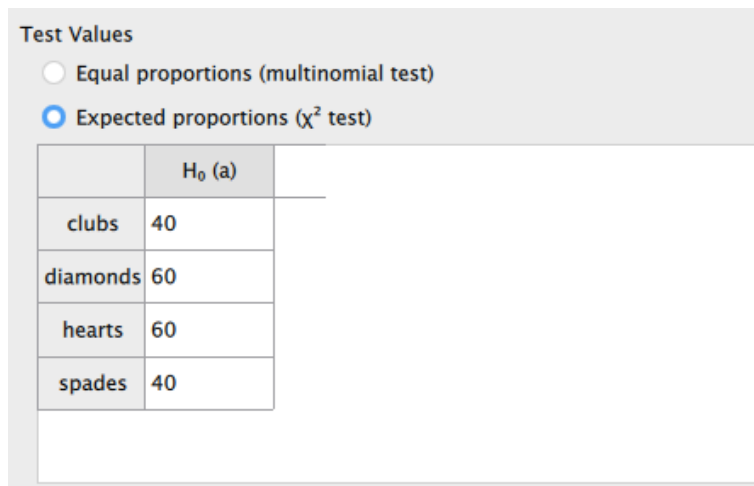 Test Values
Equal proportions (multinomial test)
Expected proportions (χ² test)
H₀ (a)
clubs 40
diamonds 60
hearts 60
spades 40